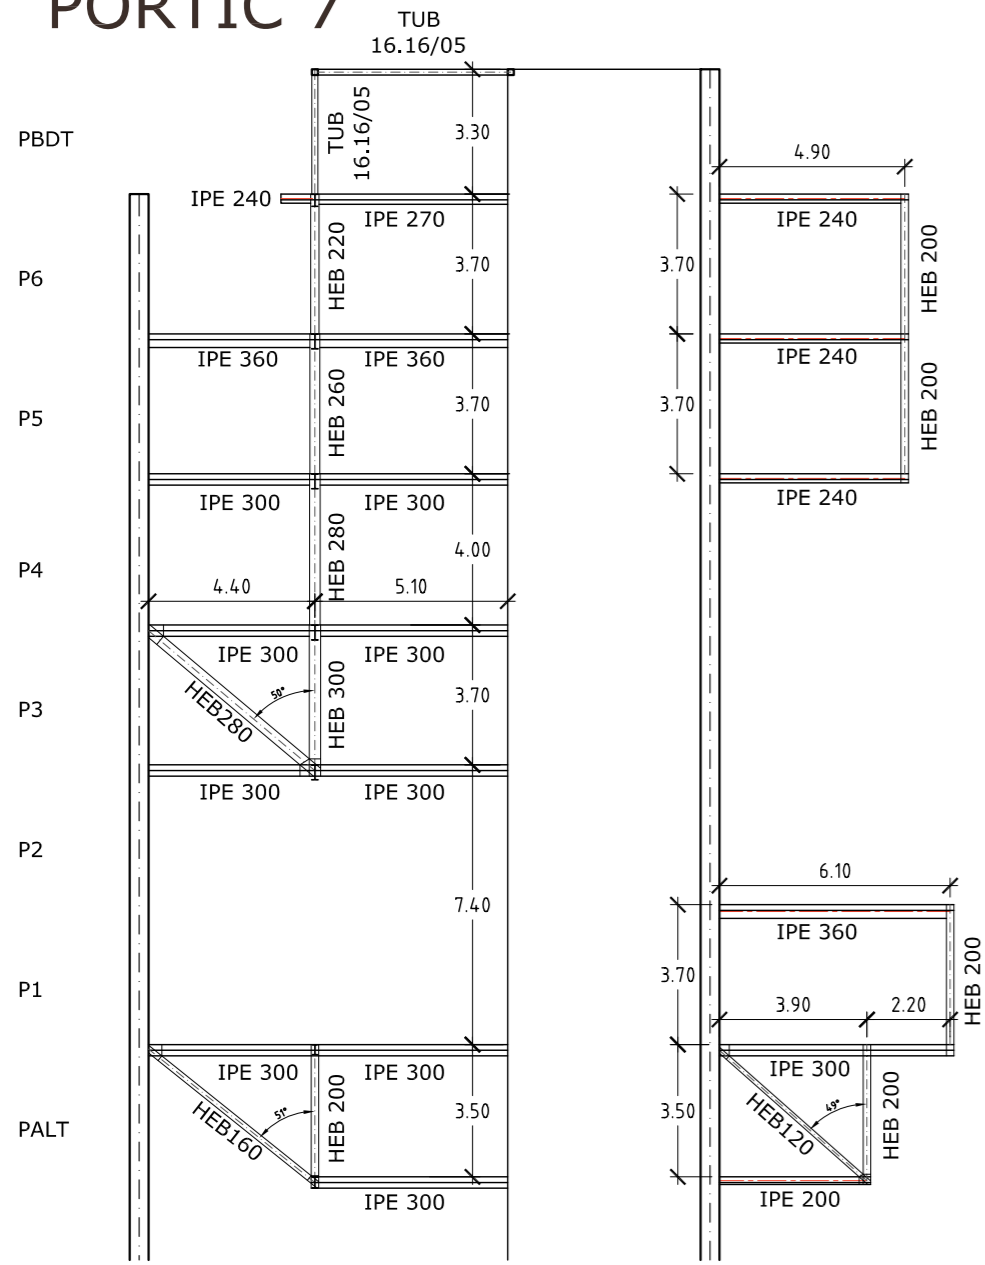 PORTIC 7
TUB
16.16/05
PBDT
TUB
16.16/05
3.30
4.90
IPE 240
IPE 270
IPE 240
P6
HEB 220
3.70
3.70
HEB 200
IPE 360
IPE 360
IPE 240
P5
HEB 260
3.70
3.70
HEB 200
IPE 300
IPE 300
IPE 240
P4
HEB 280
4.00
4.40
5.10
IPE 300
IPE 300
P3
HEB280
50°
HEB 300
3.70
IPE 300
IPE 300
P2
7.40
6.10
IPE 360
P1
3.70
HEB 200
3.90
2.20
IPE 300
IPE 300
IPE 300
PALT
HEB160
51°
HEB 200
3.50
3.50
HEB120
49°
HEB 200
IPE 300
IPE 200